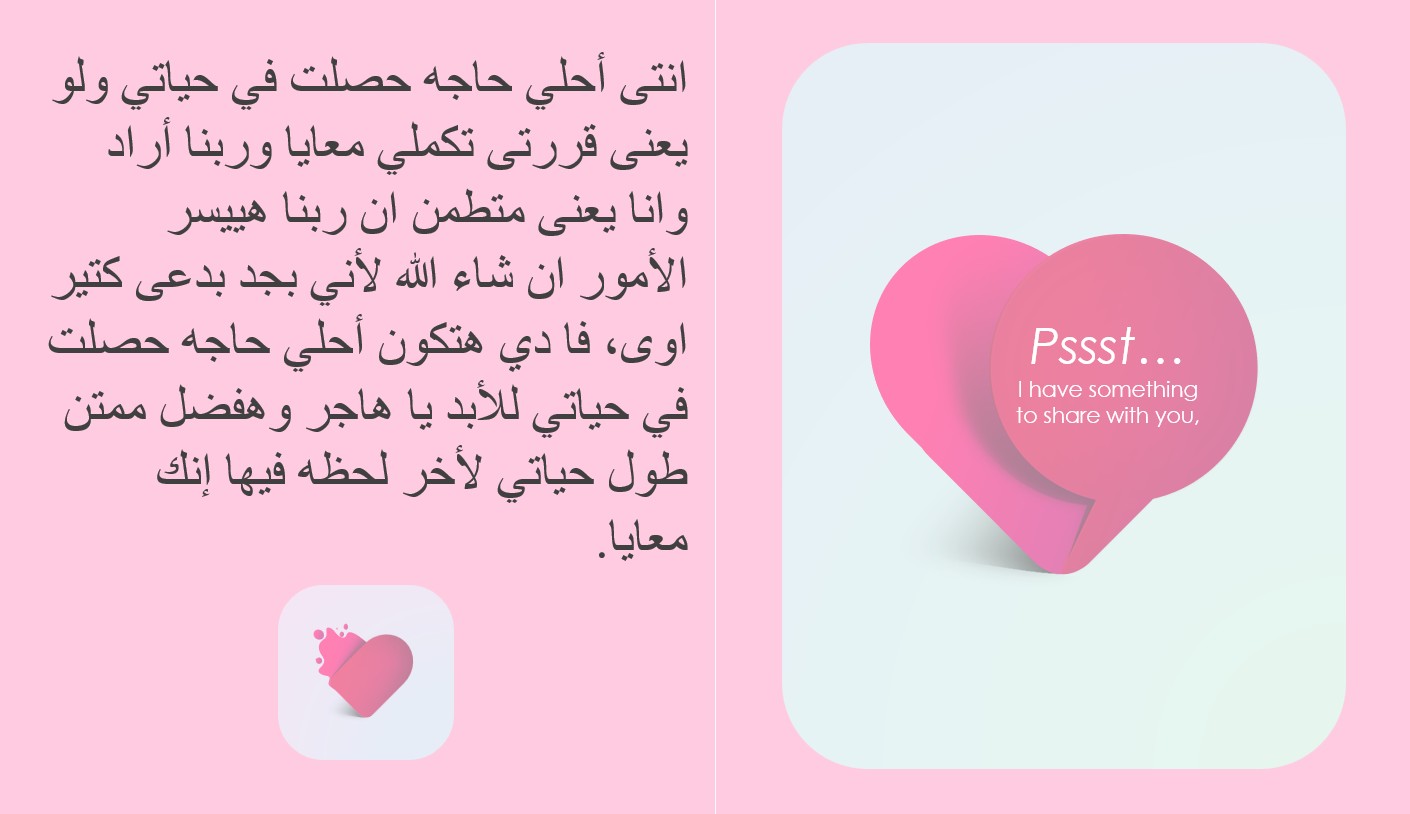 انتى أحلي حاجه حصلت في حياتي ولو
يعنى قررتى تكملي معايا وربنا أراد
وانا يعنى متطمن ان ربنا هييسر
الأمور ان شاء الله لأني بجد بدعى كتير
اوى، فا دي هتكون أحلي حاجه حصلت
في حياتي للأبد يا هاجر وهفضل ممتن
طول حياتي لأخر لحظه فيها إنك
معايا.
Pssst...
I have something
to share with you,